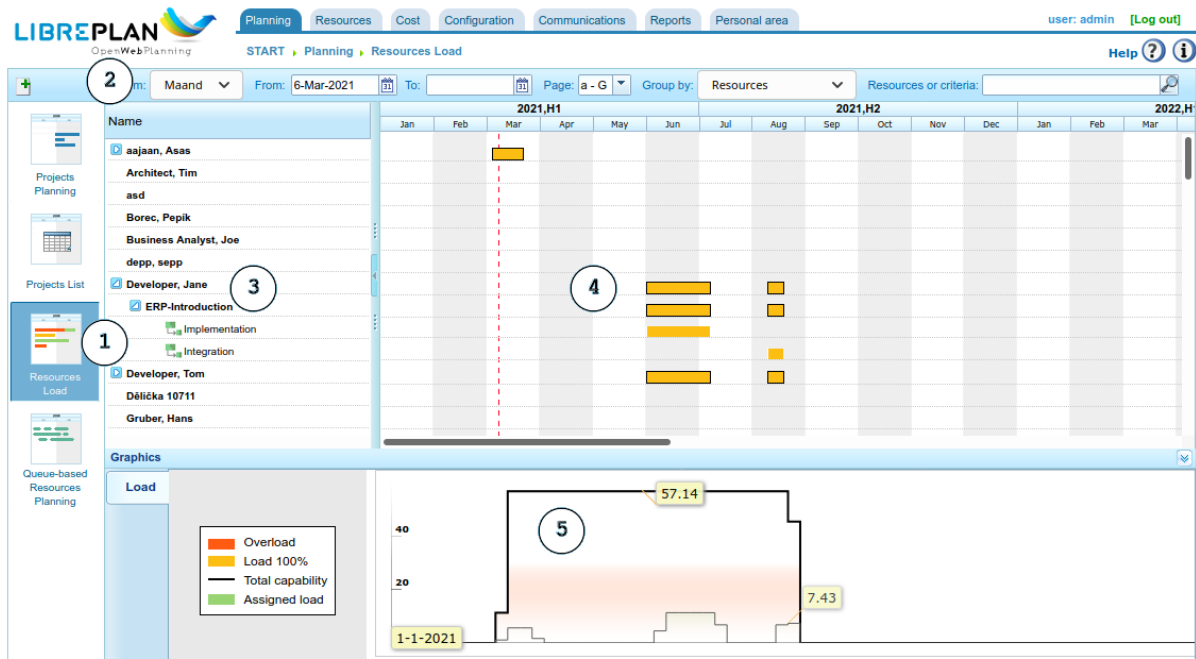 LIBREPLAN
OpenWebPlanning
Planning Resources Cost Configuration Communications Reports Personal area
user: admin [Log out]
START Planning Resources Load
Help ? i
2 m: Maand From: 6-Mar-2021 31 To: 31 Page: a - G Group by: Resources Resources or criteria:
Name
2021,H1 2021,H2 2022,H
Jan Feb Mar Apr May Jun Jul Aug Sep Oct Nov Dec Jan Feb Mar
Projects
Planning
Projects List
1
Resources
Load
Queue-based
Resources
Planning
aajaan, Asas
Architect, Tim
asd
Borec, Pepik
Business Analyst, Joe
depp, sepp
Developer, Jane 3 4
ERP-Introduction
Implementation
Integration
Developer, Tom
Dělička 10711
Gruber, Hans
Graphics
Load
Overload
Load 100%
Total capability
Assigned load
57.14
5
40
20
7.43
1-1-2021